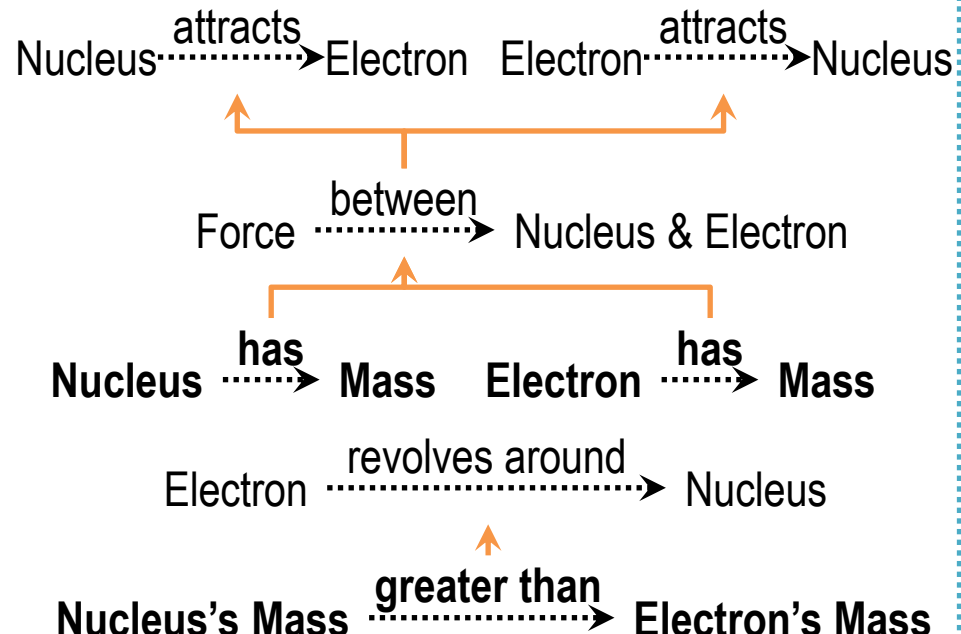 attracts attracts
Nucleus Electron Electron Nucleus
between
Force Nucleus & Electron
has has
Nucleus Mass Electron Mass
revolves around
Electron Nucleus
greater than
Nucleus's Mass Electron's Mass